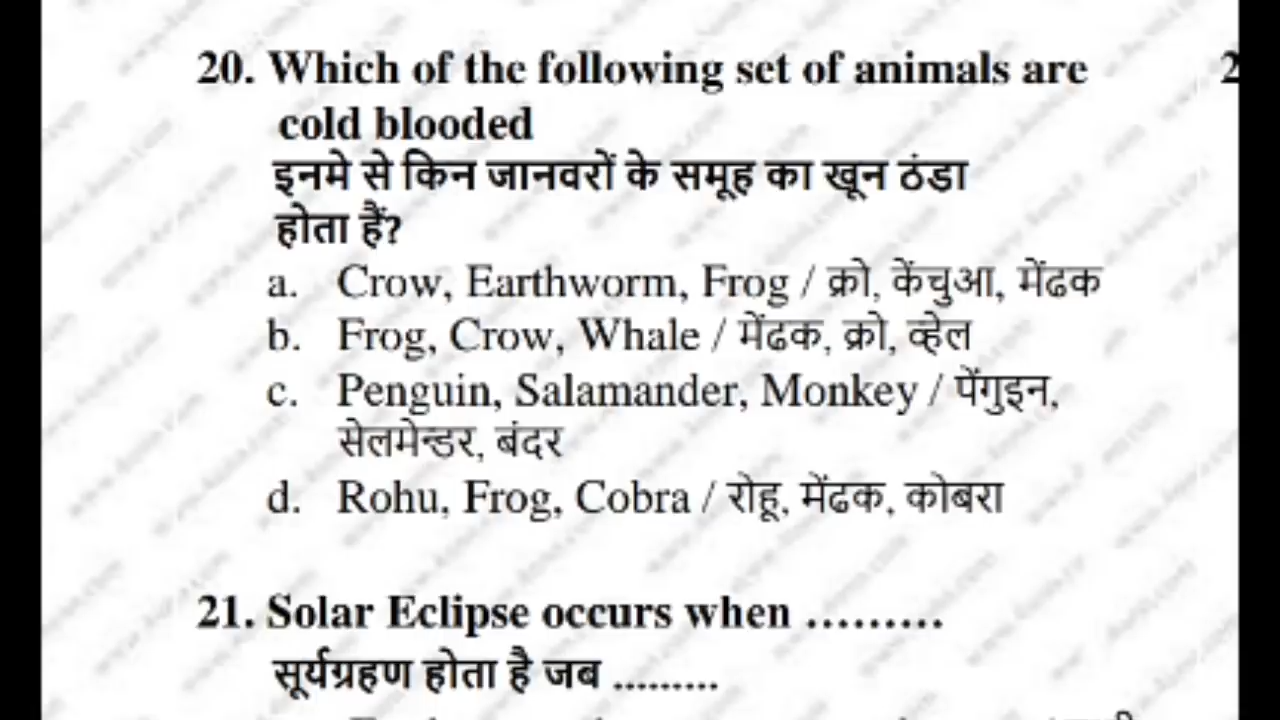 20. Which of the following set of animals are
cold blooded
इनमे से किन जानवरों के समूह का खून ठंडा
होता हैं?
a. Crow, Earthworm, Frog / क्रो, केंचुआ, मेंढक
b. Frog, Crow, Whale / मेंढक, क्रो, व्हेल
c. Penguin, Salamander, Monkey / पेंगुइन,
सेलमेन्डर, बंदर
d. Rohu, Frog, Cobra / रोहू, मेंढक, कोबरा
21. Solar Eclipse occurs when .........
सूर्यग्रहण होता है जब .........